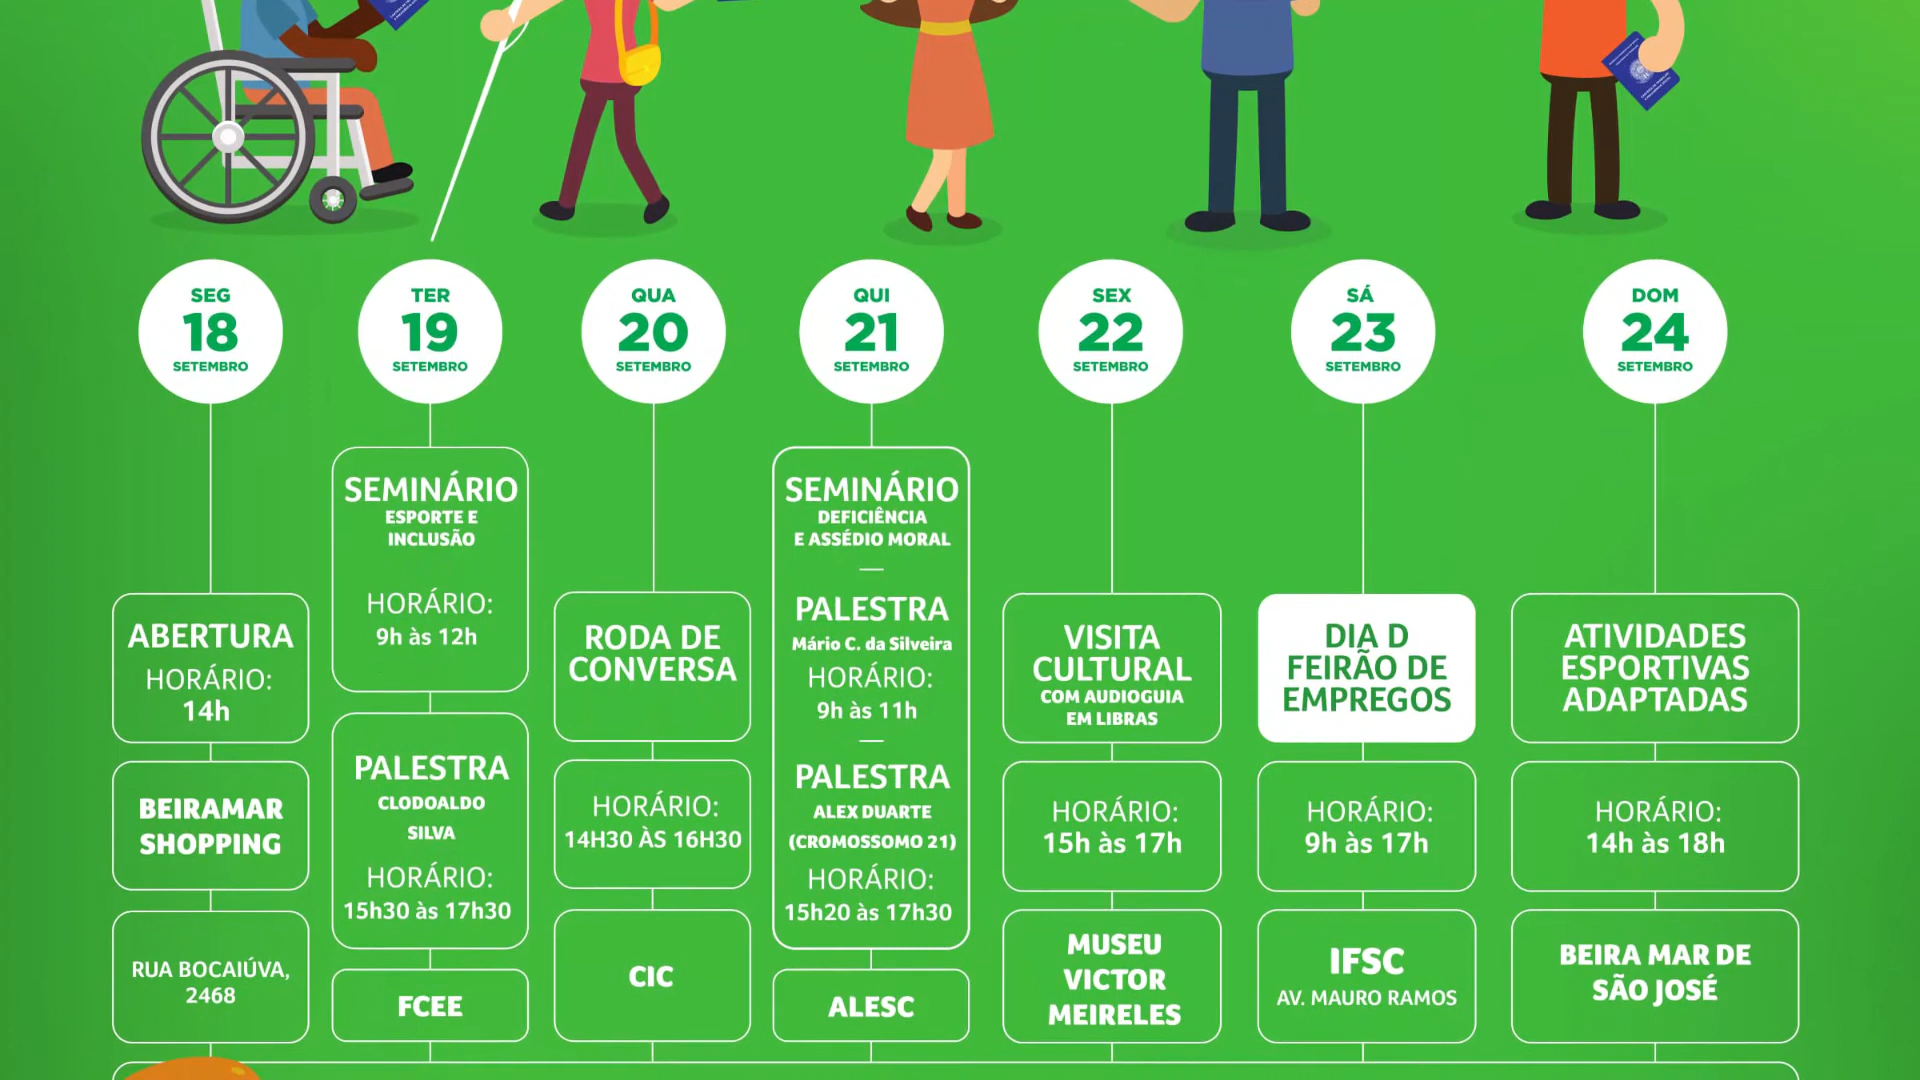 SEG
18
SETEMBRO
ABERTURA
HORÁRIO:
14h
BEIRAMAR
SHOPPING
RUA BOCAIÚVA,
2468
TER
19
SETEMBRO
SEMINÁRIO
ESPORTE E
INCLUSÃO
HORÁRIO:
9h às 12h
PALESTRA
CLODOALDO
SILVA
HORÁRIO:
15h30 às 17h30
FCEE
QUA
20
SETEMBRO
RODA DE
CONVERSA
HORÁRIO:
14H30 ÀS 16H30
CIC
QUI
21
SETEMBRO
SEMINÁRIO
DEFICIÊNCIA
E ASSÉDIO MORAL
—
PALESTRA
Mário C. da Silveira
HORÁRIO:
9h às 11h
—
PALESTRA
ALEX DUARTE
(CROMOSSOMO 21)
HORÁRIO:
15h20 às 17h30
ALESC
SEX
22
SETEMBRO
VISITA
CULTURAL
COM AUDIOGUIA
EM LIBRAS
HORÁRIO:
15h às 17h
MUSEU
VICTOR
MEIRELES
SÁ
23
SETEMBRO
DIA D
FEIRÃO DE
EMPREGOS
HORÁRIO:
9h às 17h
IFSC
AV. MAURO RAMOS
DOM
24
SETEMBRO
ATIVIDADES
ESPORTIVAS
ADAPTADAS
HORÁRIO:
14h às 18h
BEIRA MAR DE
SÃO JOSÉ